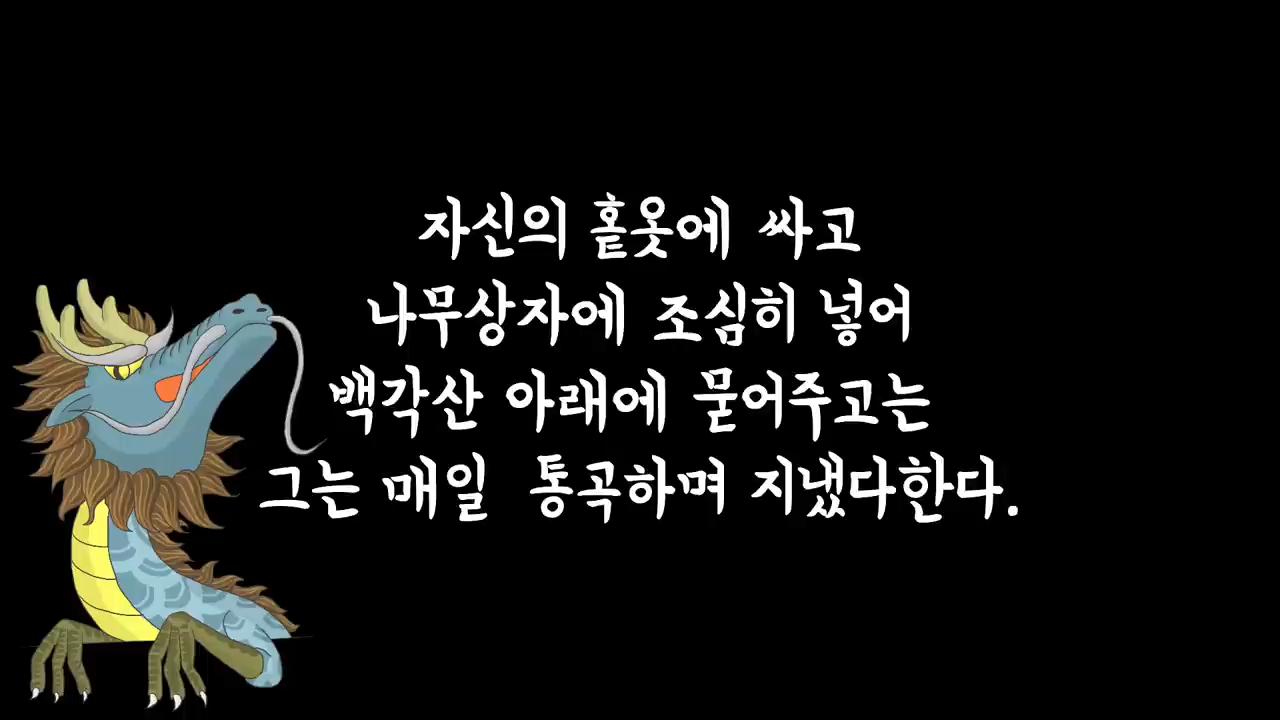 자신의 홑옷에 싸고
나무상자에 조심히 넣어
백각산 아래에 묻어주고는
그는 매일 통곡하며 지냈다한다.